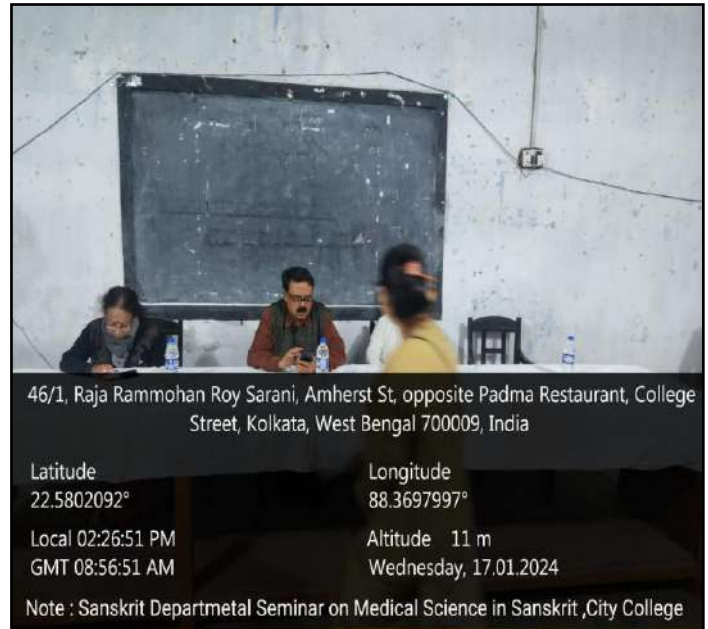 46/1, Raja Rammohan Roy Sarani, Amherst St, opposite Padma Restaurant, College
Street, Kolkata, West Bengal 700009, India
Latitude
22.5802092°
Longitude
88.3697997°
Local 02:26:51 PM
GMT 08:56:51 AM
Altitude 11 m
Wednesday, 17.01.2024
Note : Sanskrit Departmetal Seminar on Medical Science in Sanskrit ,City College